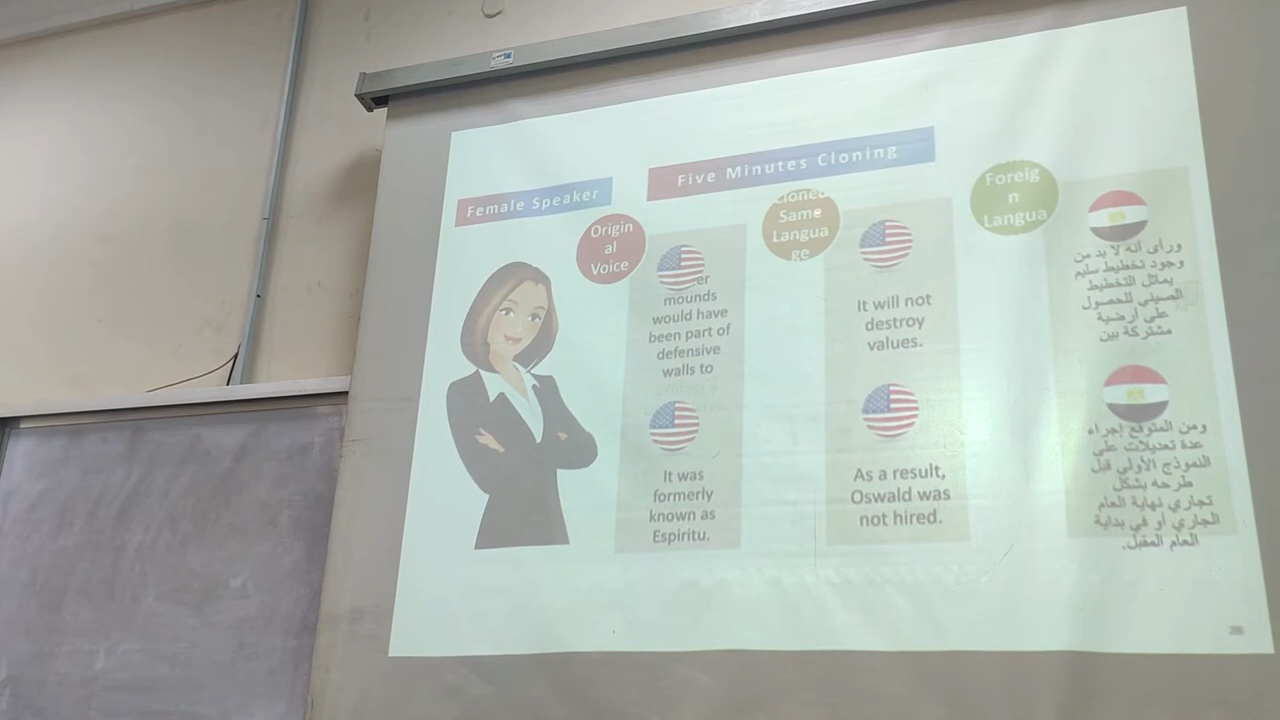 Five Minutes Cloning
Female Speaker
Origin
al
Voice
Cloned
Same
Langua
ge
Foreig
n
Langua
mounds
would have
been part of
defensive
walls to
It was
formerly
known as
Espiritu.
It will not
destroy
values.
As a result,
Oswald was
not hired.
ورأى أنه لا بد من
وجود تخطيط سليم
يماثل التخطيط
الصيني للحصول
على أرضية
مشتركة بين
ومن المتوقع إجراء
عدة تعديلات على
النموذج الأولي قبل
طرحه بشكل
تجاري نهاية العام
الجاري أو في بداية
العام المقبل.